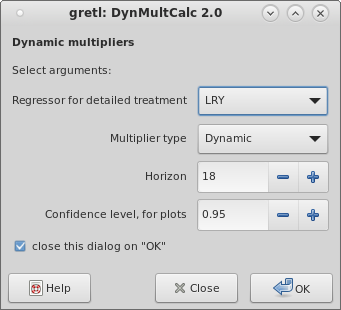 gretl: DynMultCalc 2.0
Dynamic multipliers
Select arguments:
Regressor for detailed treatment LRY
Multiplier type Dynamic
Horizon 18
Confidence level, for plots 0.95
close this dialog on "OK"
Help Close OK